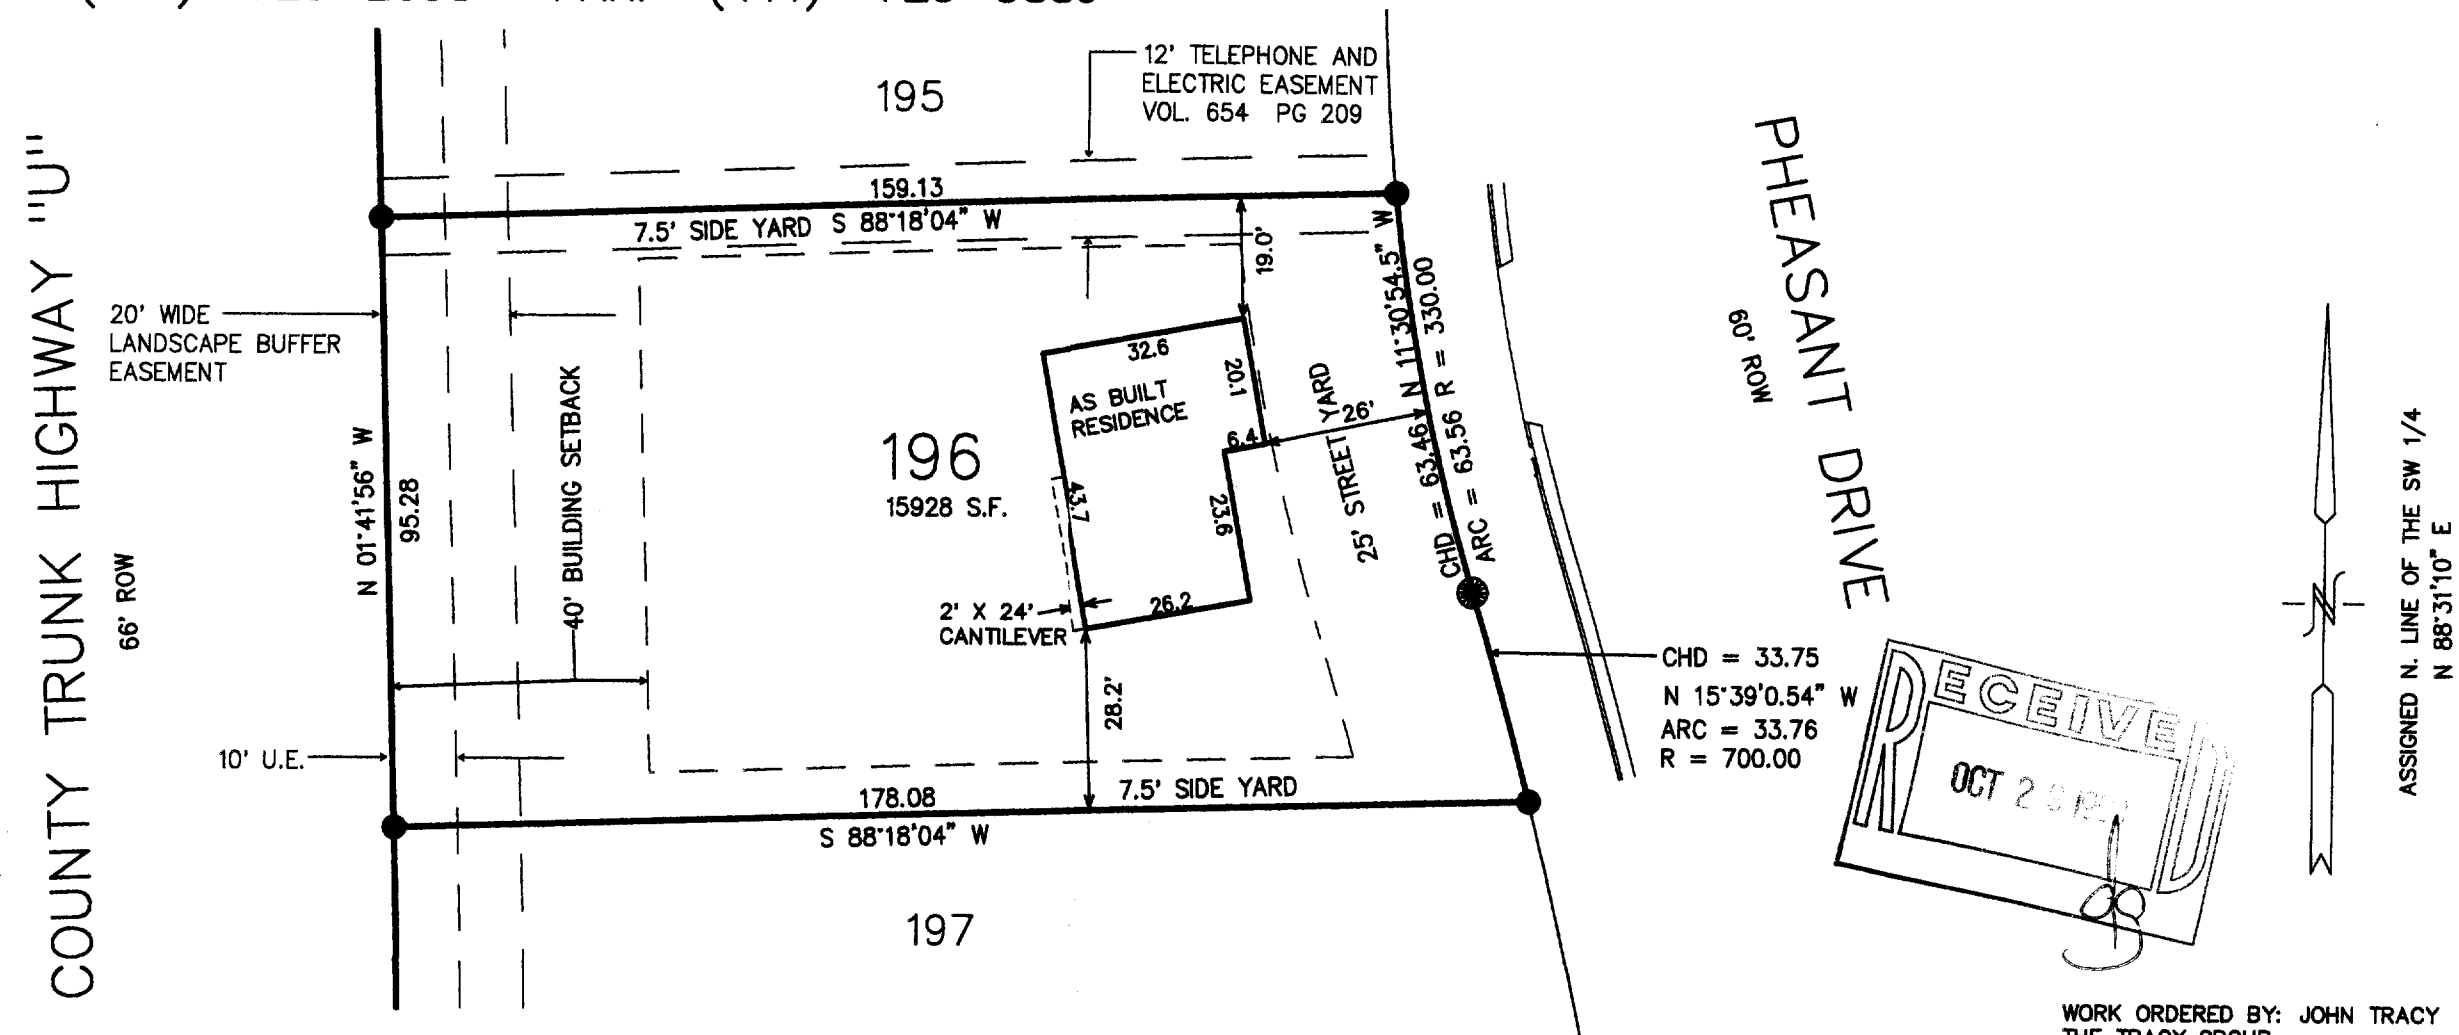 12' TELEPHONE AND
ELECTRIC EASEMENT
VOL. 654 PG 209
195
159.13
7.5' SIDE YARD S 88°18'04" W
19.0'
COUNTY TRUNK HIGHWAY "U"
66' ROW
20' WIDE
LANDSCAPE BUFFER
EASEMENT
N 01°41'56" W
95.28
40' BUILDING SETBACK
10' U.E.
196
15928 S.F.
32.6
AS BUILT
RESIDENCE
20.1
6.4
23.6
43.7
26.2
2' X 24'
CANTILEVER
28.2'
26'
25' STREET YARD
CHD = 63.46 N 11°30'54.5" W
ARC = 63.56 R = 330.00
PHEASANT DRIVE
60' ROW
CHD = 33.75
N 15°39'0.54" W
ARC = 33.76
R = 700.00
178.08
7.5' SIDE YARD
S 88°18'04" W
197
RECEIVED
OCT 2
N
ASSIGNED N. LINE OF THE SW 1/4
N 88°31'10" E
WORK ORDERED BY: JOHN TRACY
THE TRACY GROUP